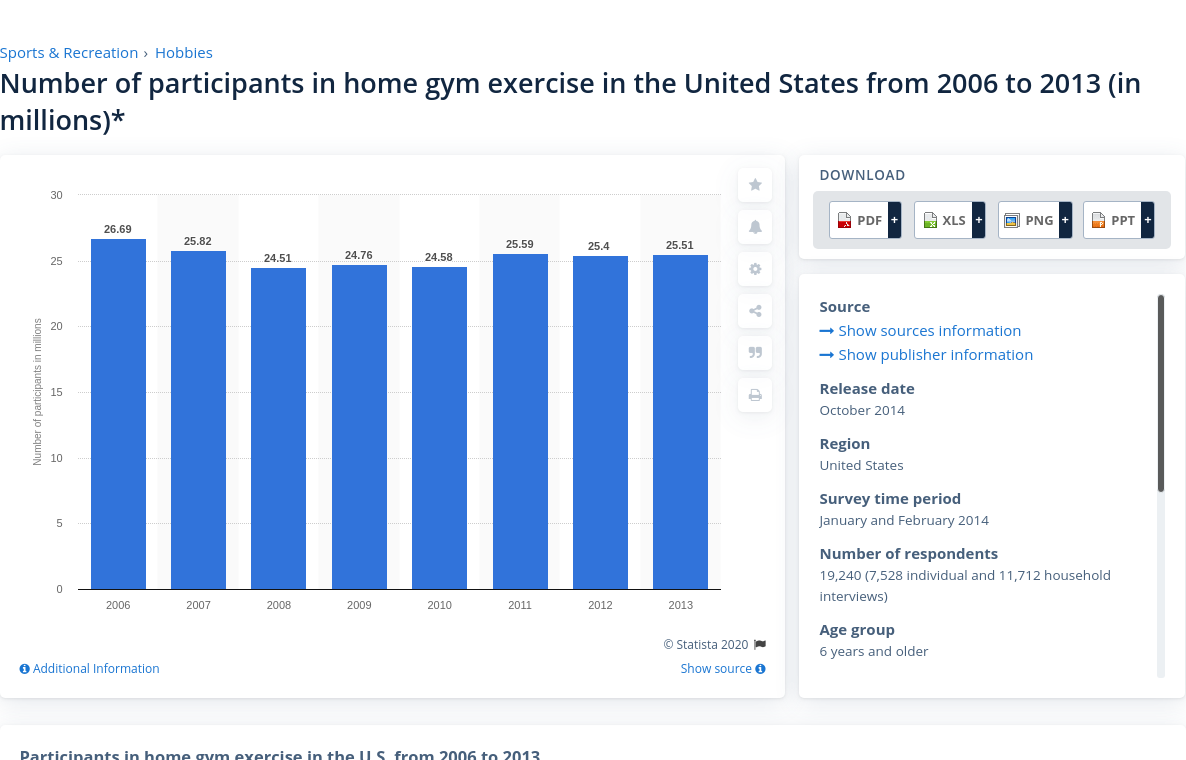 Sports & Recreation › Hobbies
Number of participants in home gym exercise in the United States from 2006 to 2013 (in
millions)*
30
25
20
15
10
5
0
Number of participants in millions
26.69
25.82
24.51
24.76
24.58
25.59
25.4
25.51
2006
2007
2008
2009
2010
2011
2012
2013
© Statista 2020
Additional Information
Show source
DOWNLOAD
PDF +
XLS +
PNG +
PPT +
Source
Show sources information
Show publisher information
Release date
October 2014
Region
United States
Survey time period
January and February 2014
Number of respondents
19,240 (7,528 individual and 11,712 household
interviews)
Age group
6 years and older
Participants in home gym exercise in the U.S. from 2006 to 2013